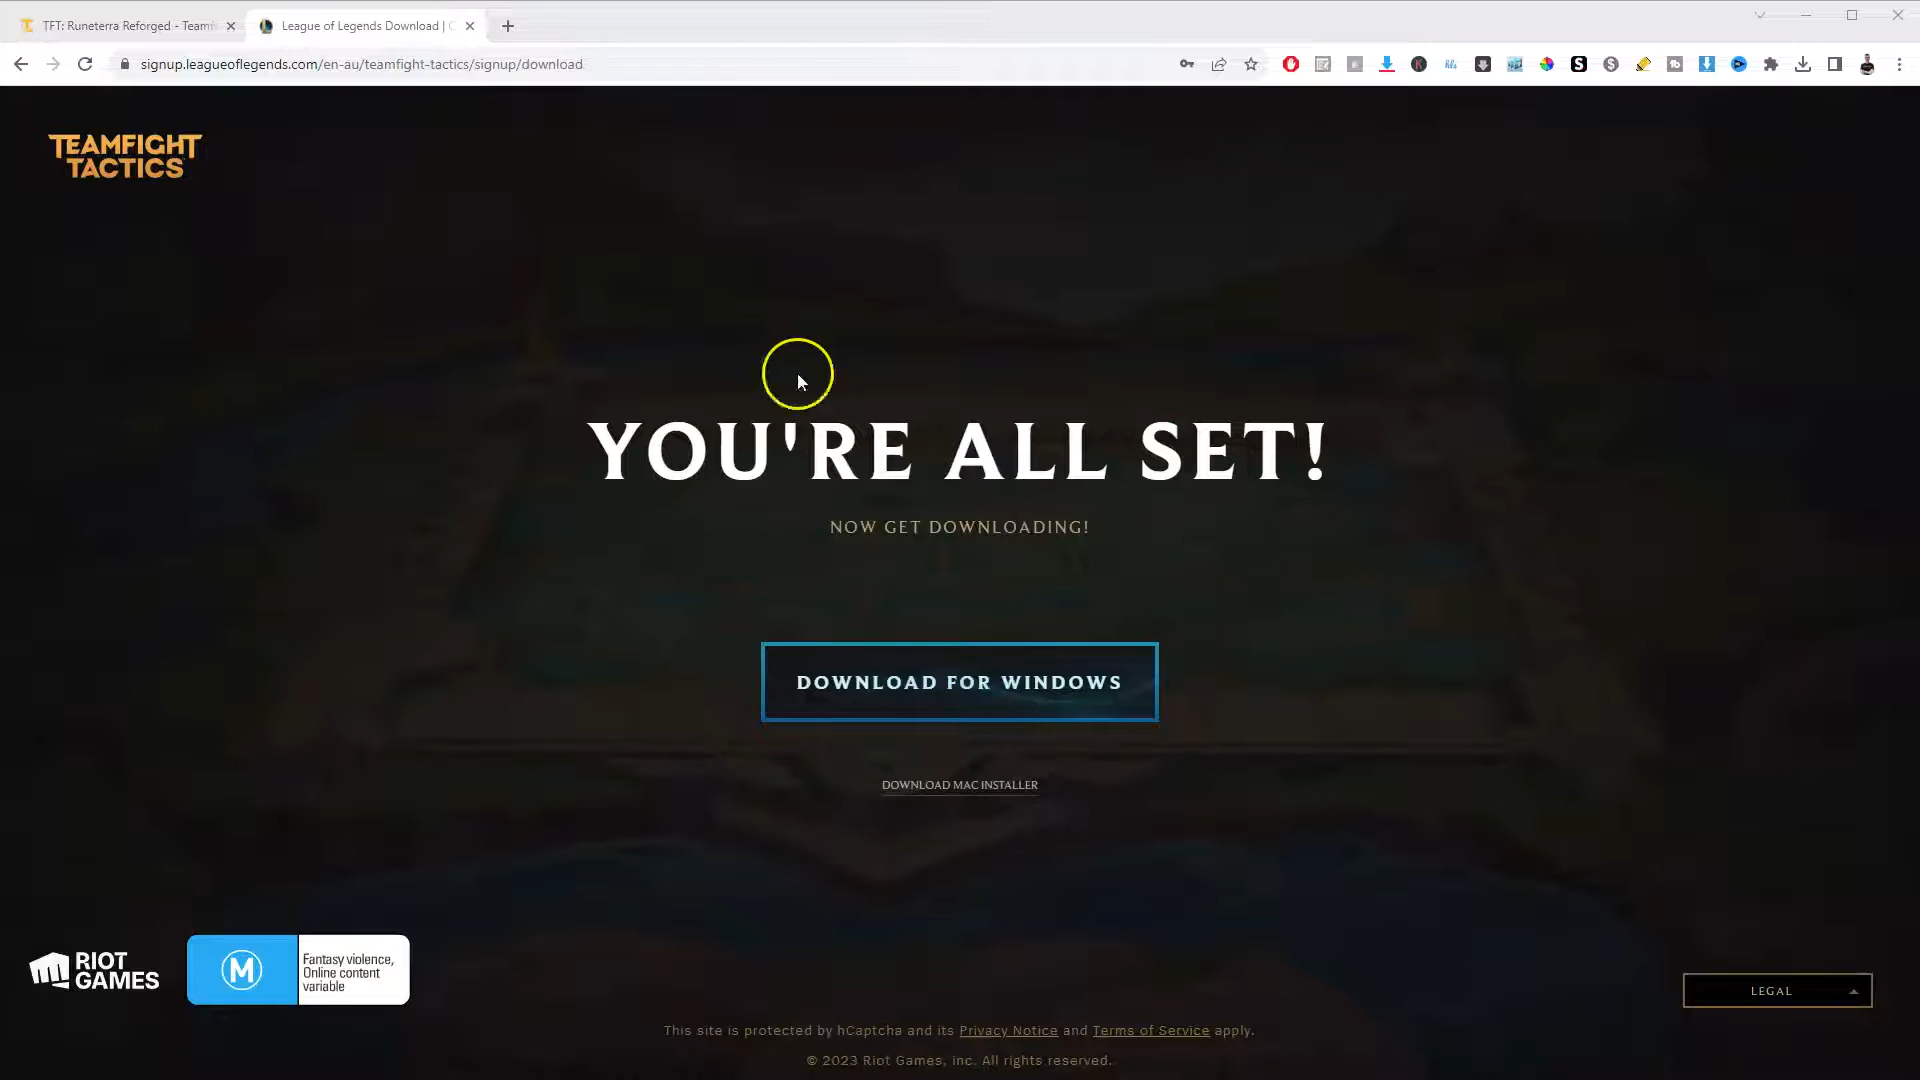 TFT: Runeterra Reforged - Teamf
League of Legends Download |
signup.leagueoflegends.com/en-au/teamfight-tactics/signup/download
TEAMFIGHT
TACTICS
YOU'RE ALL SET!
NOW GET DOWNLOADING!
DOWNLOAD FOR WINDOWS
DOWNLOAD MAC INSTALLER
RIOT
GAMES
M
Fantasy violence,
Online content
variable
LEGAL
This site is protected by hCaptcha and its Privacy Notice and Terms of Service apply.
© 2023 Riot Games, inc. All rights reserved.